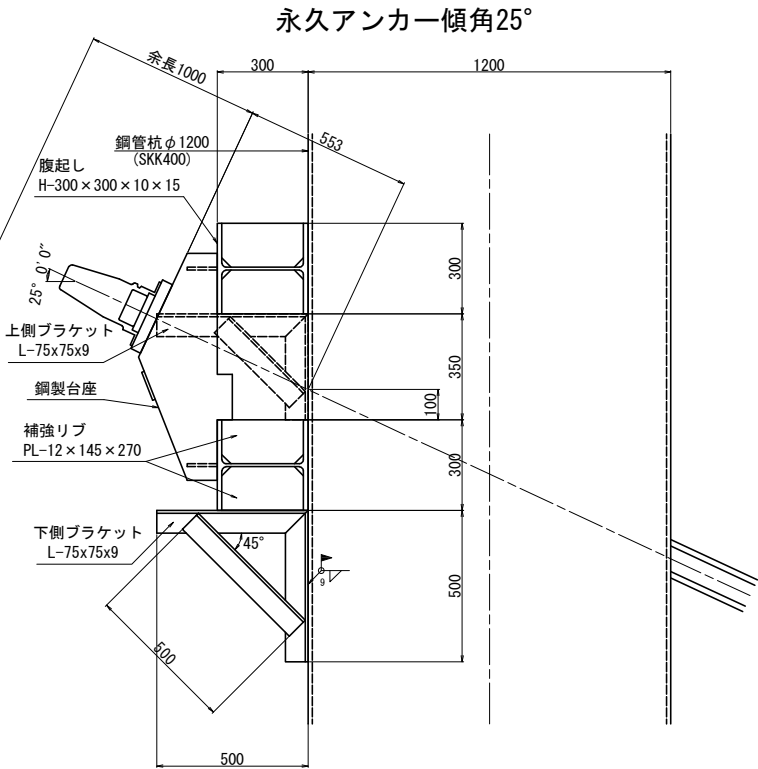 永久アンカー傾角25°
余長1000
300
1200
553
鋼管杭φ1200
(SKK400)
腹起し
H-300×300×10×15
25° 0′ 0″
300
上側ブラケット
L-75x75x9
350
鋼製台座
100
補強リブ
PL-12×145×270
300
下側ブラケット
L-75x75x9
45°
9
500
500
500